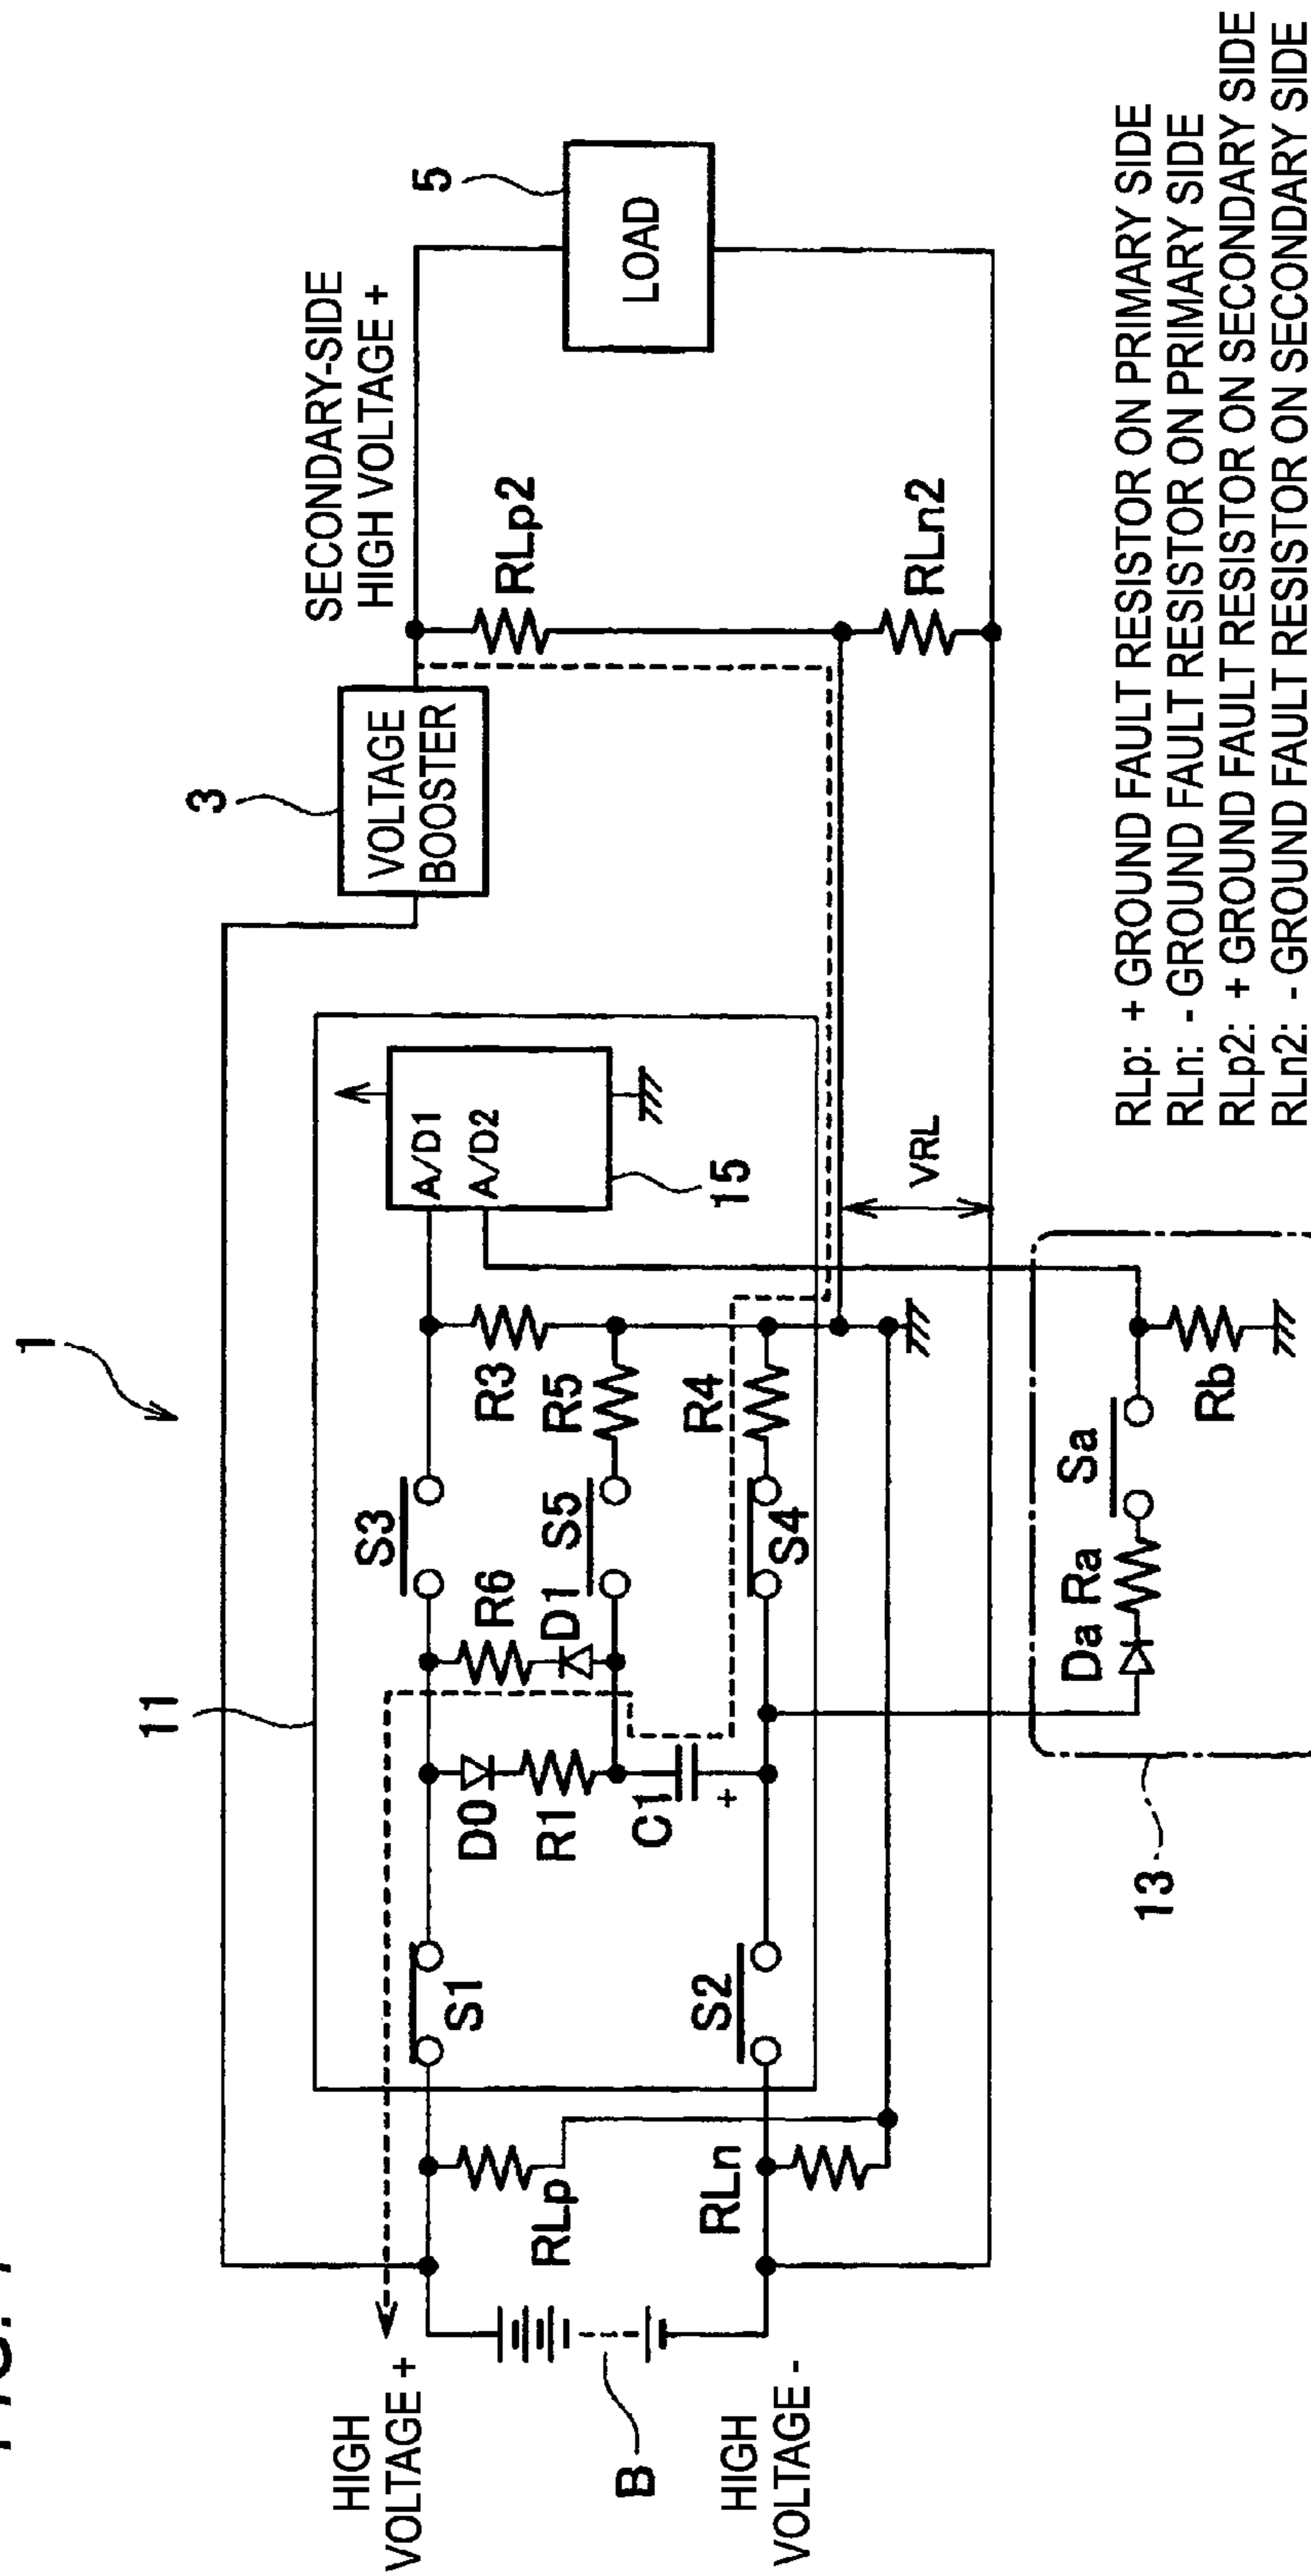 1
HIGH
VOLTAGE +
HIGH
VOLTAGE -
B
RLp
RLn
11
S1
S2
D0
R1
C1
+
R6
D1
S3
S5
S4
R3
R5
R4
A/D1
A/D2
15
3
VOLTAGE
BOOSTER
SECONDARY-SIDE
HIGH VOLTAGE +
RLp2
RLn2
5
LOAD
VRL
13
Da
Ra
Sa
Rb
RLp: + GROUND FAULT RESISTOR ON PRIMARY SIDE
RLn: - GROUND FAULT RESISTOR ON PRIMARY SIDE
RLp2: + GROUND FAULT RESISTOR ON SECONDARY SIDE
RLn2: - GROUND FAULT RESISTOR ON SECONDARY SIDE